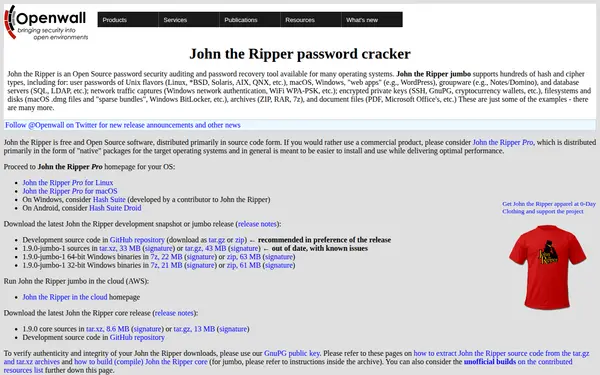 Openwall
bringing security into
open environments
Products
Services
Publications
Resources
What's new
John the Ripper password cracker
John the Ripper is an Open Source password security auditing and password recovery tool available for many operating systems. John the Ripper jumbo supports hundreds of hash and cipher
types, including for: user passwords of Unix flavors (Linux, *BSD, Solaris, AIX, QNX, etc.), macOS, Windows, "web apps" (e.g., WordPress), groupware (e.g., Notes/Domino), and database
servers (SQL, LDAP, etc.); network traffic captures (Windows network authentication, WiFi WPA-PSK, etc.); encrypted private keys (SSH, GnuPG, cryptocurrency wallets, etc.), filesystems and
disks (macOS .dmg files and "sparse bundles", Windows BitLocker, etc.), archives (ZIP, RAR, 7z), and document files (PDF, Microsoft Office's, etc.) These are just some of the examples - there
are many more.
Follow @Openwall on Twitter for new release announcements and other news
John the Ripper is free and Open Source software, distributed primarily in source code form. If you would rather use a commercial product, please consider John the Ripper Pro, which is distributed
primarily in the form of "native" packages for the target operating systems and in general is meant to be easier to install and use while delivering optimal performance.
Proceed to John the Ripper Pro homepage for your OS:
John the Ripper Pro for Linux
John the Ripper Pro for macOS
On Windows, consider Hash Suite (developed by a contributor to John the Ripper)
On Android, consider Hash Suite Droid
Get John the Ripper apparel at 0-Day
Clothing and support the project
Download the latest John the Ripper development snapshot or jumbo release (release notes):
Development source code in GitHub repository (download as tar.gz or zip) ← recommended in preference of the release
1.9.0-jumbo-1 sources in tar.xz, 33 MB (signature) or tar.gz, 43 MB (signature) ← out of date, with known issues
1.9.0-jumbo-1 64-bit Windows binaries in 7z, 22 MB (signature) or zip, 63 MB (signature)
1.9.0-jumbo-1 32-bit Windows binaries in 7z, 21 MB (signature) or zip, 61 MB (signature)
Run John the Ripper jumbo in the cloud (AWS):
John the Ripper in the cloud homepage
Download the latest John the Ripper core release (release notes):
1.9.0 core sources in tar.xz, 8.6 MB (signature) or tar.gz, 13 MB (signature)
Development source code in GitHub repository
To verify authenticity and integrity of your John the Ripper downloads, please use our GnuPG public key. Please refer to these pages on how to extract John the Ripper source code from the tar.gz
and tar.xz archives and how to build (compile) John the Ripper core (for jumbo, please refer to instructions inside the archive). You can also consider the unofficial builds on the contributed
resources list further down this page.